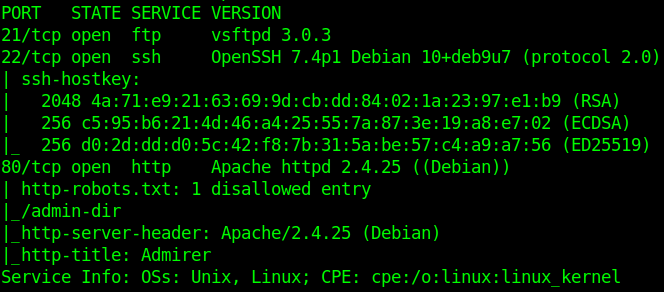 PORT   STATE SERVICE VERSION
21/tcp open  ftp     vsftpd 3.0.3
22/tcp open  ssh     OpenSSH 7.4p1 Debian 10+deb9u7 (protocol 2.0)
| ssh-hostkey:
|   2048 4a:71:e9:21:63:69:9d:cb:dd:84:02:1a:23:97:e1:b9 (RSA)
|   256 c5:95:b6:21:4d:46:a4:25:55:7a:87:3e:19:a8:e7:02 (ECDSA)
|_  256 d0:2d:dd:d0:5c:42:f8:7b:31:5a:be:57:c4:a9:a7:56 (ED25519)
80/tcp open  http    Apache httpd 2.4.25 ((Debian))
| http-robots.txt: 1 disallowed entry
|_/admin-dir
|_http-server-header: Apache/2.4.25 (Debian)
|_http-title: Admirer
Service Info: OSs: Unix, Linux; CPE: cpe:/o:linux:linux_kernel